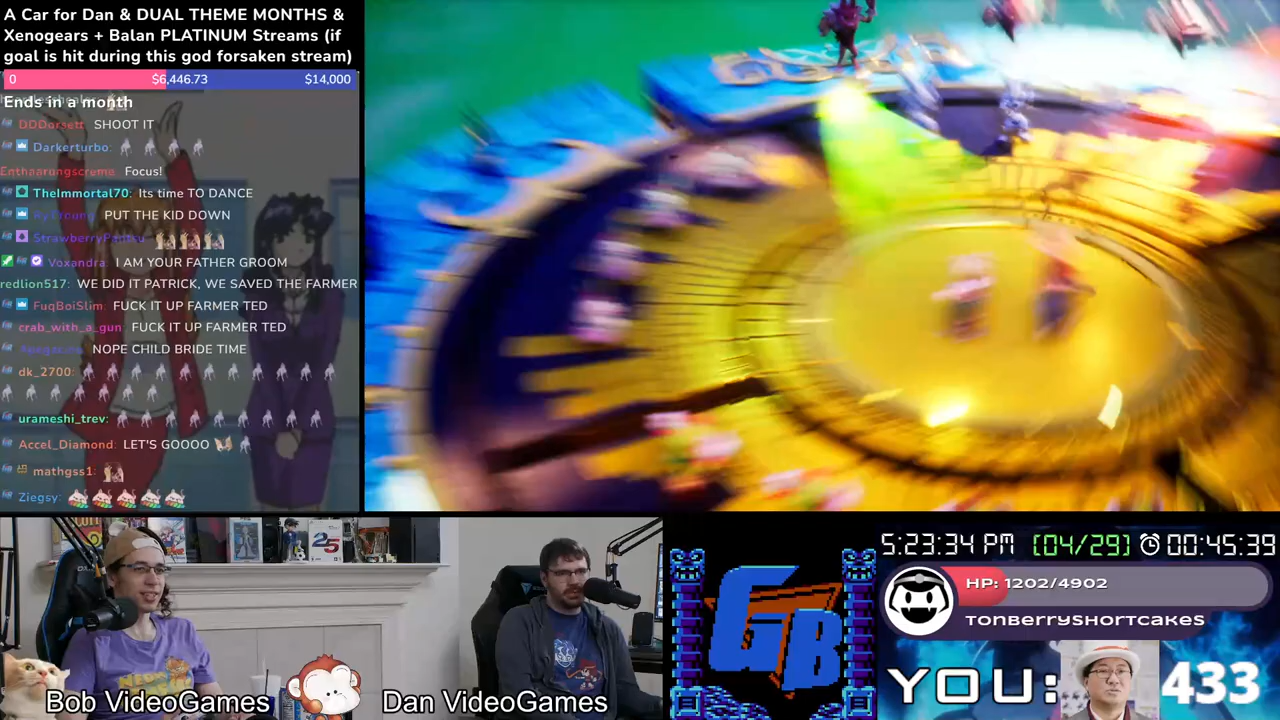 A Car for Dan & DUAL THEME MONTHS &
Xenogears + Balan PLATINUM Streams (if
goal is hit during this god forsaken stream)
0 $6,446.73 $14,000
Ends in a month
DDDorsett: SHOOT IT
Darkerturbo:
Enthaarongscreme: Focus!
TheImmortal70: Its time TO DANCE
PUT THE KID DOWN
Voxandra: I AM YOUR FATHER GROOM
redlion517: WE DID IT PATRICK, WE SAVED THE FARMER
FuqBoiSlim: FUCK IT UP FARMER TED
crab_with_a_gun: FUCK IT UP FARMER TED
NOPE CHILD BRIDE TIME
dk_2700:
urameshi_trev:
Accel_Diamond: LET'S GOOOO
mathgss1:
Ziegsy:
25
Bob VideoGames
Dan VideoGames
GB
5:23:34 PM [04/29] 00:45:39
HP: 1202/4902
TonberryShortcakes
YOU: 433